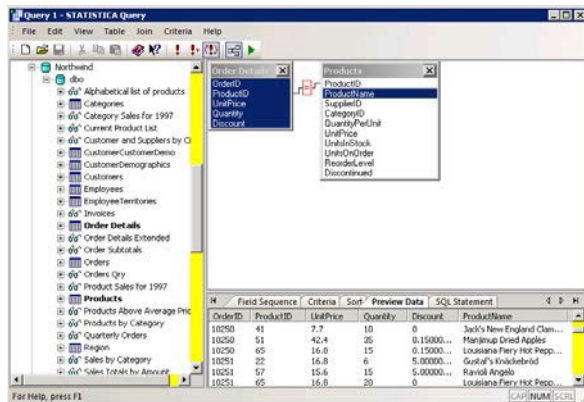 Query 1 - STATISTICA Query
File Edit View Table Join Criteria Help
Northwind
dbo
Alphabetical list of products
Categories
Category Sales for 1997
Current Product List
Customer and Suppliers by Ci
CustomerCustomerDemo
CustomerDemographics
Customers
Employees
EmployeeTerritories
Invoices
Order Details
Order Details Extended
Order Subtotals
Orders
Orders Qry
Product Sales for 1997
Products
Products Above Average Pric
Products by Category
Quarterly Orders
Region
Sales by Category
Sales Totals by Amount
Order Details
OrderID
ProductID
UnitPrice
Quantity
Discount
Products
ProductID
ProductName
SupplierID
CategoryID
QuantityPerUnit
UnitPrice
UnitsInStock
UnitsOnOrder
ReorderLevel
Discontinued
Field Sequence Criteria Sort Preview Data SQL Statement
OrderID ProductID UnitPrice Quantity Discount ProductName
10250 41 7.7 10 0 Jack's New England Clam...
10250 51 42.4 35 0.15000... Manjimup Dried Apples
10250 65 16.8 15 0.15000... Louisiana Fiery Hot Pepp...
10251 22 16.8 6 5.00000... Gustaf's Knäckebröd
10251 57 15.6 15 5.00000... Ravioli Angelo
10251 65 16.8 20 0 Louisiana Fiery Hot Pepp...
For Help, press F1
CAP NUM SCRL